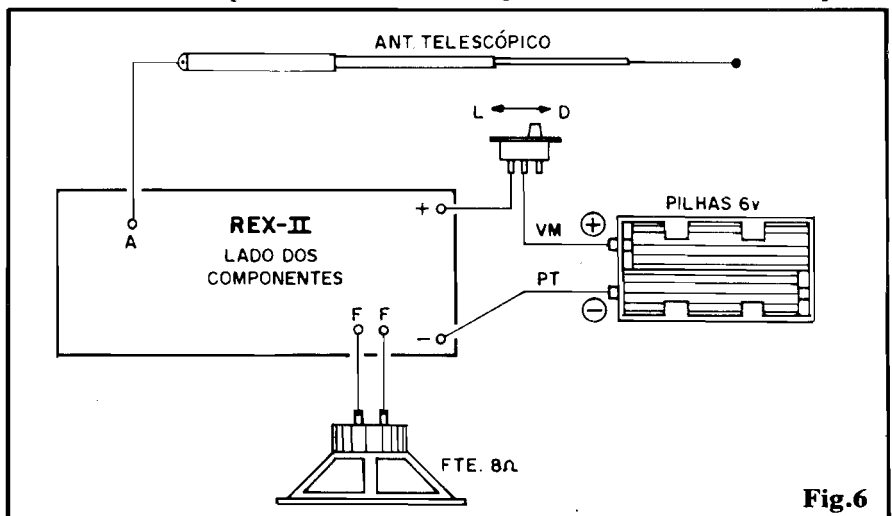 ANT. TELESCÓPICO
L D
PILHAS 6v
+
VM +
A
REX-II
LADO DOS
COMPONENTES
PT
F F
- -
FTE. 8Ω
Fig.6